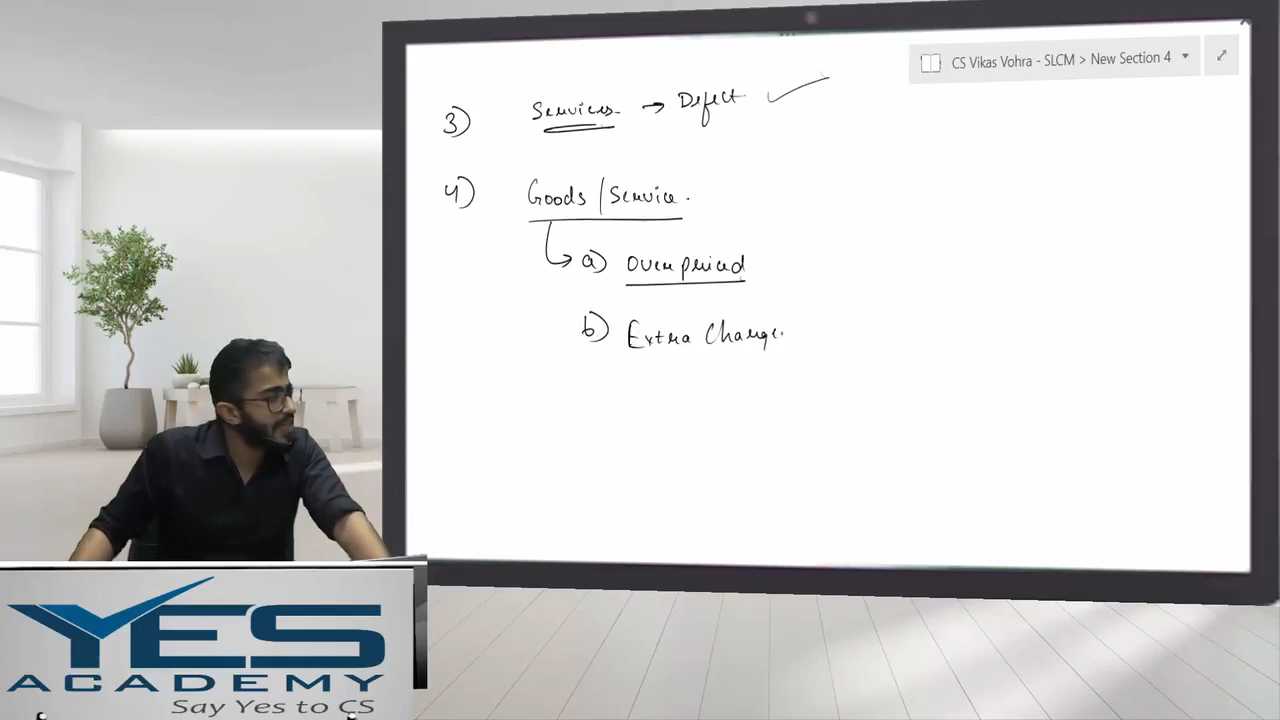 CS Vikas Vohra - SLCM > New Section 4
3) Services → Defect ✓
4) Goods / Service.
a) Overpriced
b) Extra Charge.
YES
ACADEMY
Say Yes to CS